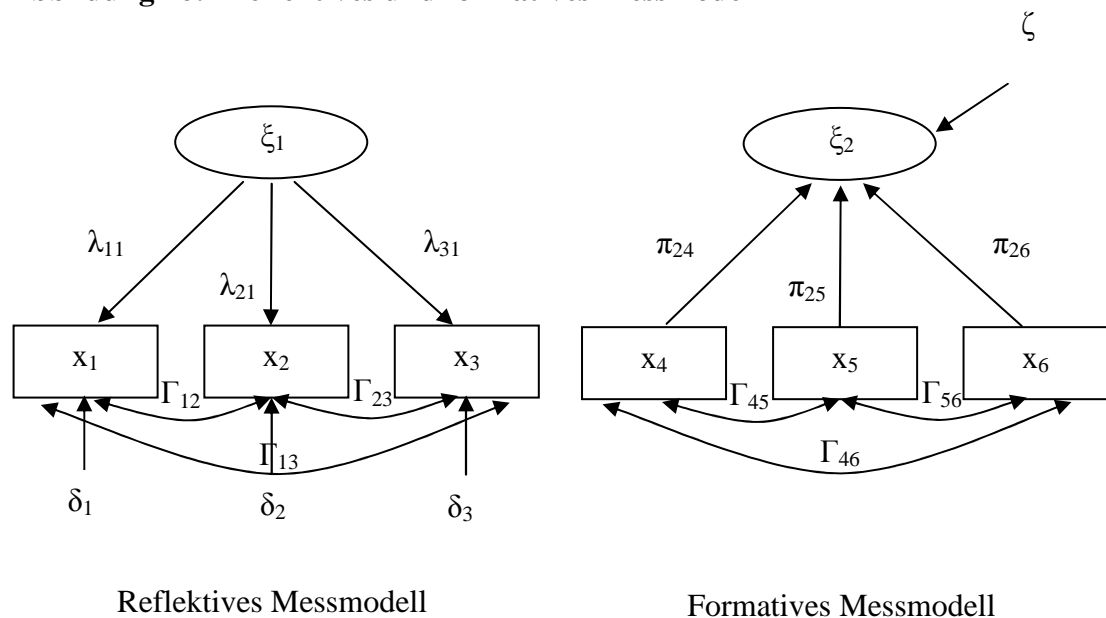 ζ
ξ1 ξ2
λ11 λ31 π24 π26
λ21 π25
x1 x2 x3 x4 x5 x6
Γ12 Γ23 Γ45 Γ56
Γ13 Γ46
δ1 δ2 δ3
Reflektives Messmodell Formatives Messmodell